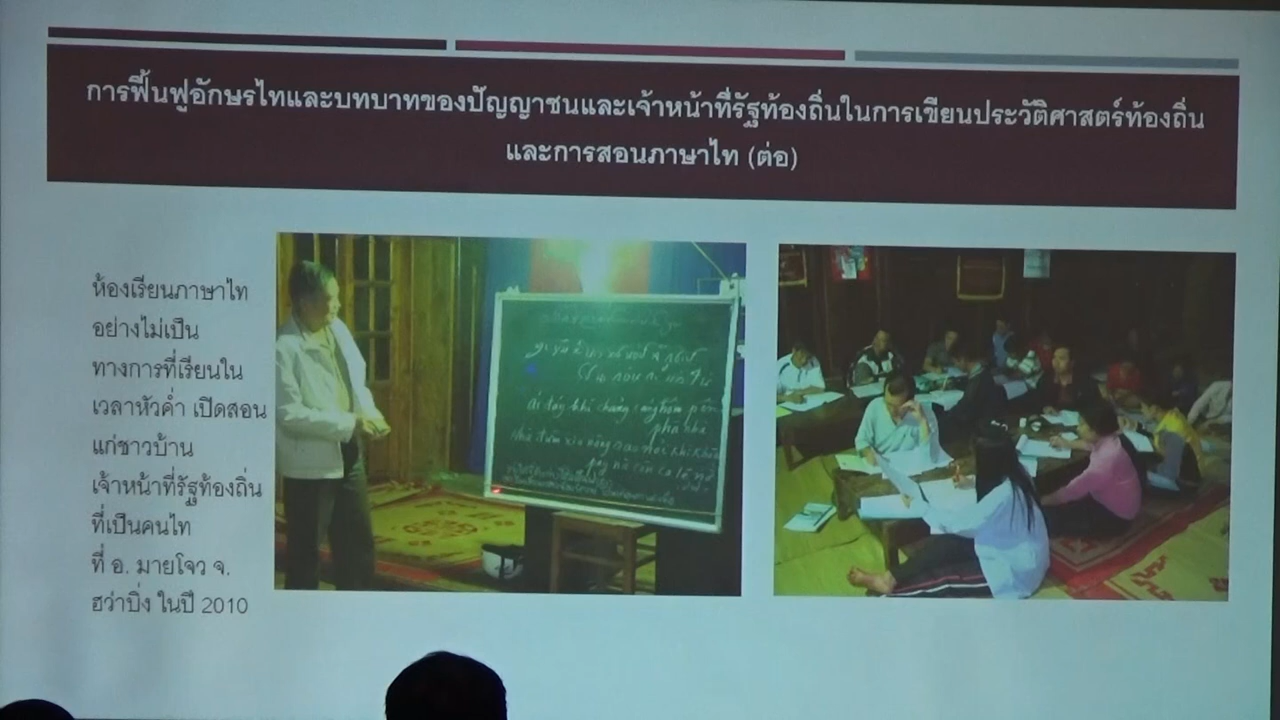 การฟื้นฟูอักษรไทและบทบาทของปัญญาชนและเจ้าหน้าที่รัฐท้องถิ่นในการเขียนประวัติศาสตร์ท้องถิ่น
และการสอนภาษาไท (ต่อ)
ห้องเรียนภาษาไท
อย่างไม่เป็น
ทางการที่เรียนใน
เวลาหัวค่ำ เปิดสอน
แก่ชาวบ้าน
เจ้าหน้าที่รัฐท้องถิ่น
ที่เป็นคนไท
ที่ อ. มายโจว จ.
ฮว่าบิ่ง ในปี 2010